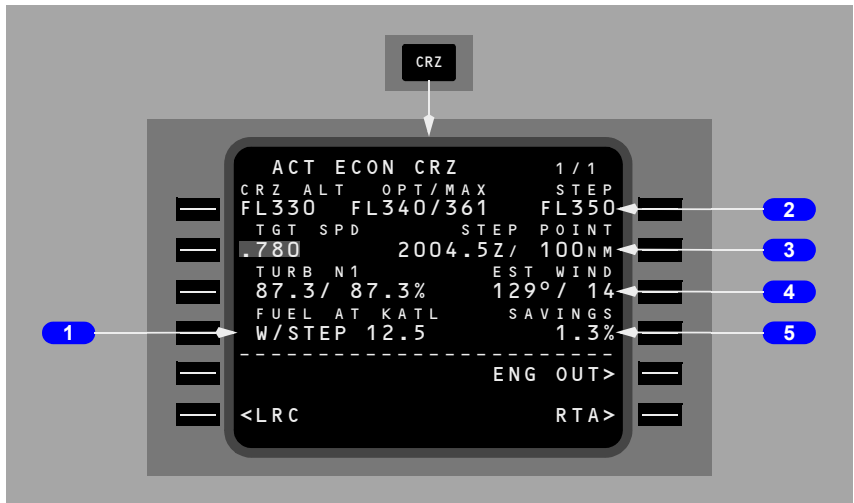 CRZ
ACT ECON CRZ 1/1
CRZ ALT OPT/MAX STEP
FL330 FL340/361 FL350
2
TGT SPD STEP POINT
.780 2004.5Z/ 100NM
3
TURB N1 EST WIND
87.3/ 87.3% 129°/ 14
4
FUEL AT KATL SAVINGS
1
W/STEP 12.5 1.3%
5
------------------------
ENG OUT>
<LRC RTA>